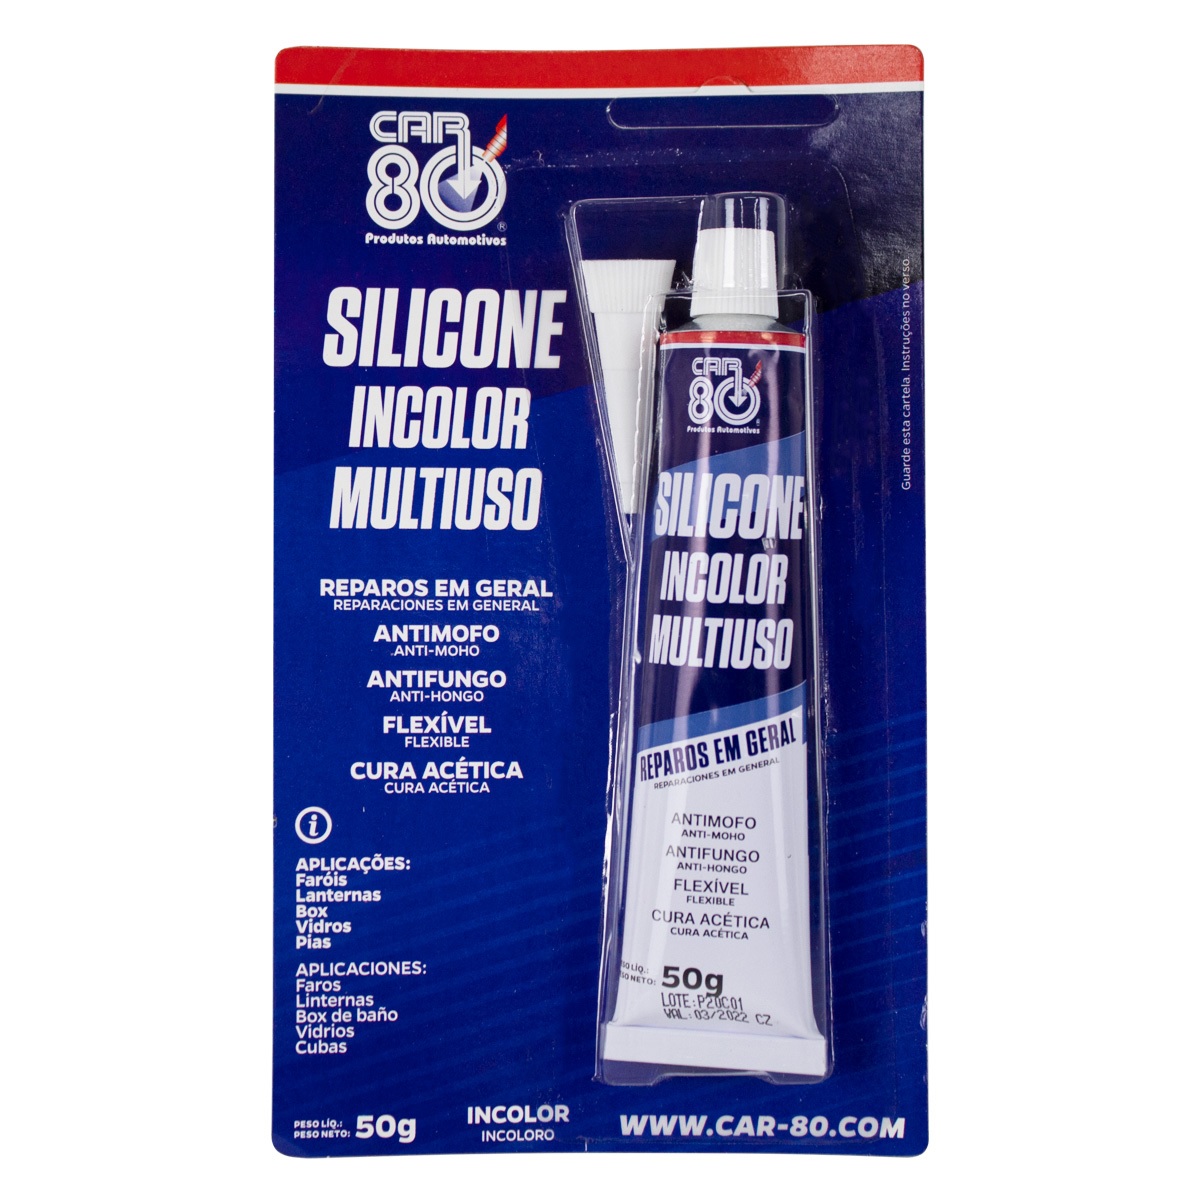 CAR
80
®
Produtos Automotivos
SILICONE
INCOLOR
MULTIUSO
REPAROS EM GERAL
REPARACIONES EM GENERAL
ANTIMOFO
ANTI-MOHO
ANTIFUNGO
ANTI-HONGO
FLEXÍVEL
FLEXIBLE
CURA ACÉTICA
CURA ACÉTICA
i
APLICAÇÕES:
Faróis
Lanternas
Box
Vidros
Pias
APLICACIONES:
Faros
Linternas
Box de baño
Vidrios
Cubas
PESO LÍQ.:
PESO NETO: 50g
INCOLOR
INCOLORO
WWW.CAR-80.COM
Guarde esta cartela. Instruções no verso.
CAR
80
Produtos Automotivos
SILICONE
INCOLOR
MULTIUSO
REPAROS EM GERAL
REPARACIONES EM GENERAL
ANTIMOFO
ANTI-MOHO
ANTIFUNGO
ANTI-HONGO
FLEXÍVEL
FLEXIBLE
CURA ACÉTICA
CURA ACÉTICA
LÍQ.:
NETO: 50g
LOTE:P20C01
VAL:03/2022 CZ